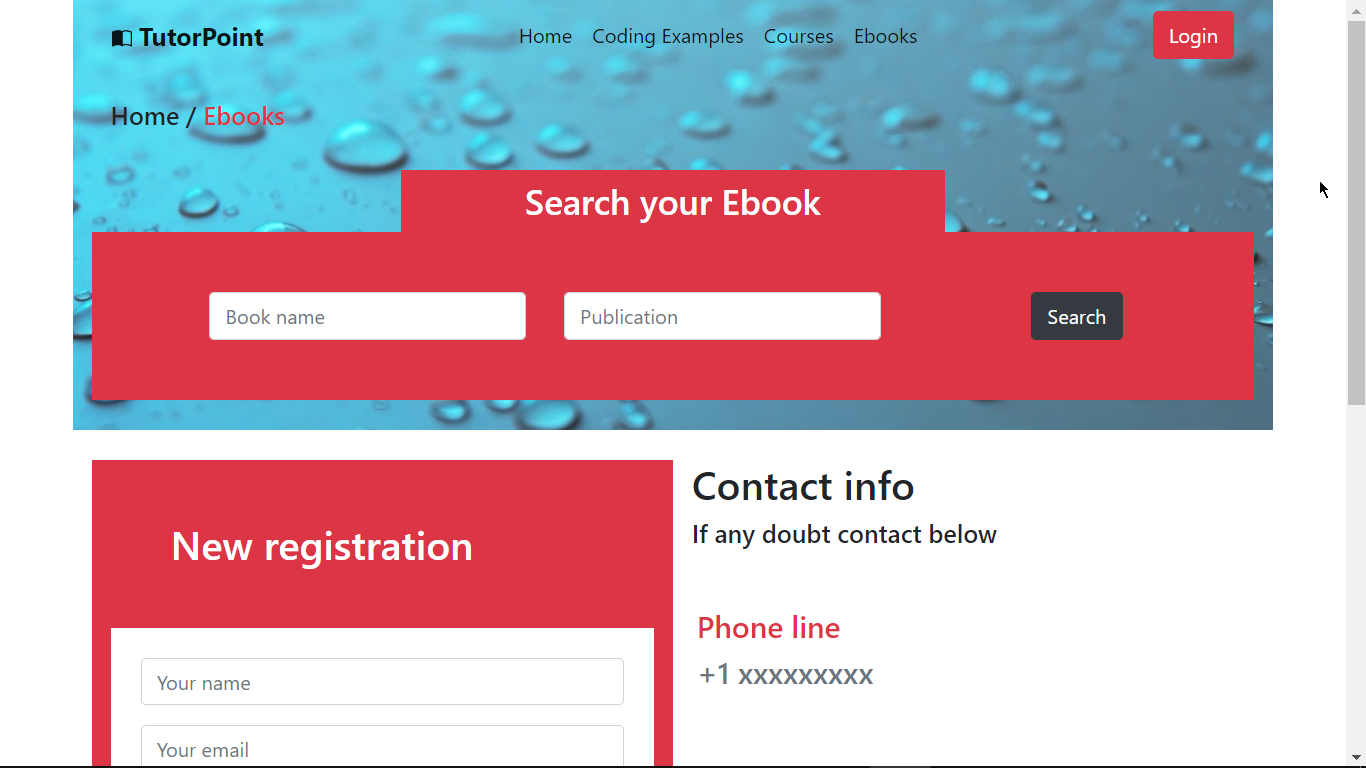 TutorPoint Home Coding Examples Courses Ebooks Login
Home / Ebooks
Search your Ebook
Book name Publication Search
New registration
Your name
Your email
Contact info
If any doubt contact below
Phone line
+1 xxxxxxxxx